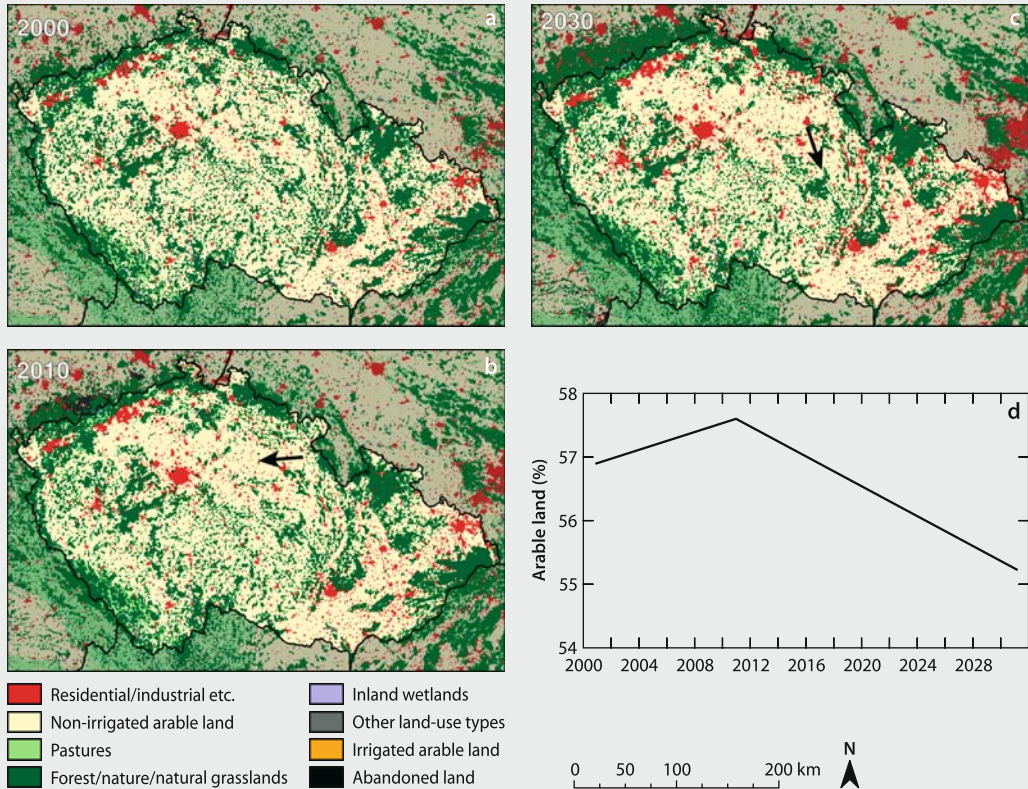 2000
a
2030
c
2010
b
d
Arable land (%)
58
57
56
55
54
2000 2004 2008 2012 2016 2020 2024 2028
Residential/industrial etc.
Non-irrigated arable land
Pastures
Forest/nature/natural grasslands
Inland wetlands
Other land-use types
Irrigated arable land
Abandoned land
N
0 50 100 200 km